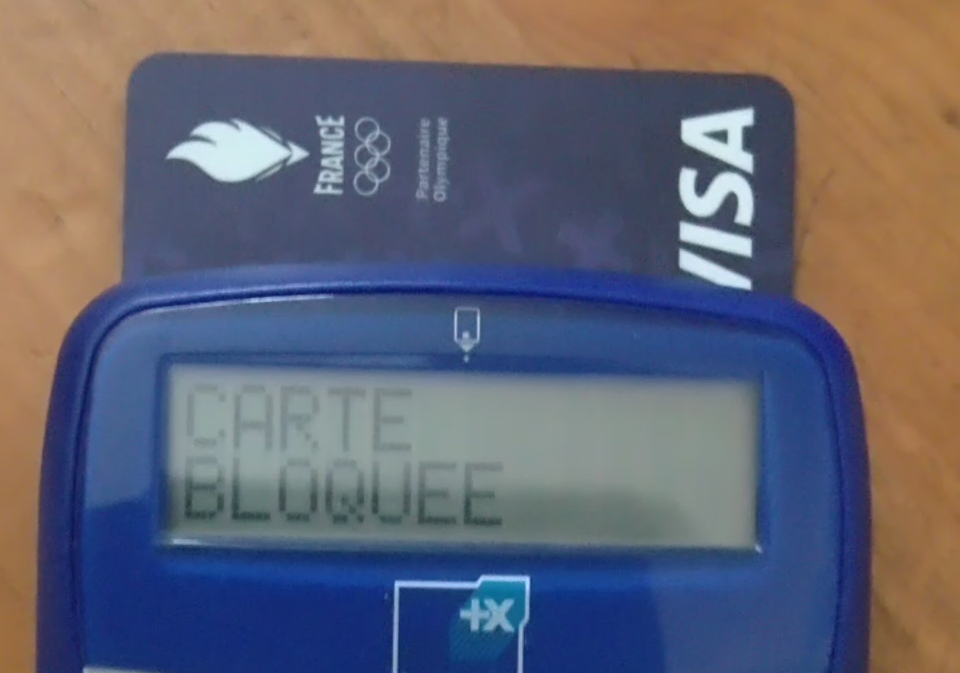 FRANCE
Partenaire
Olympique
VISA
CARTE
BLOQUEE
+X